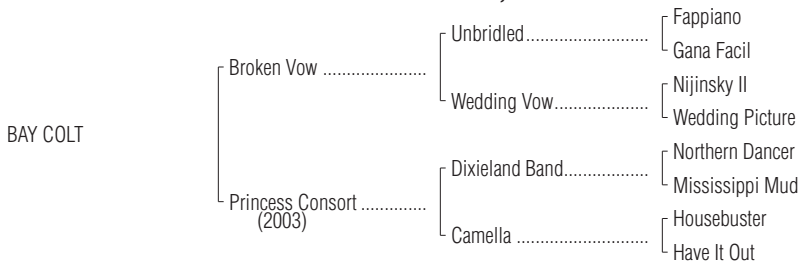 Fappiano
Unbridled
Gana Facil
Broken Vow
Nijinsky II
Wedding Vow
Wedding Picture
BAY COLT
Northern Dancer
Dixieland Band
Mississippi Mud
Princess Consort
(2003)
Housebuster
Camella
Have It Out